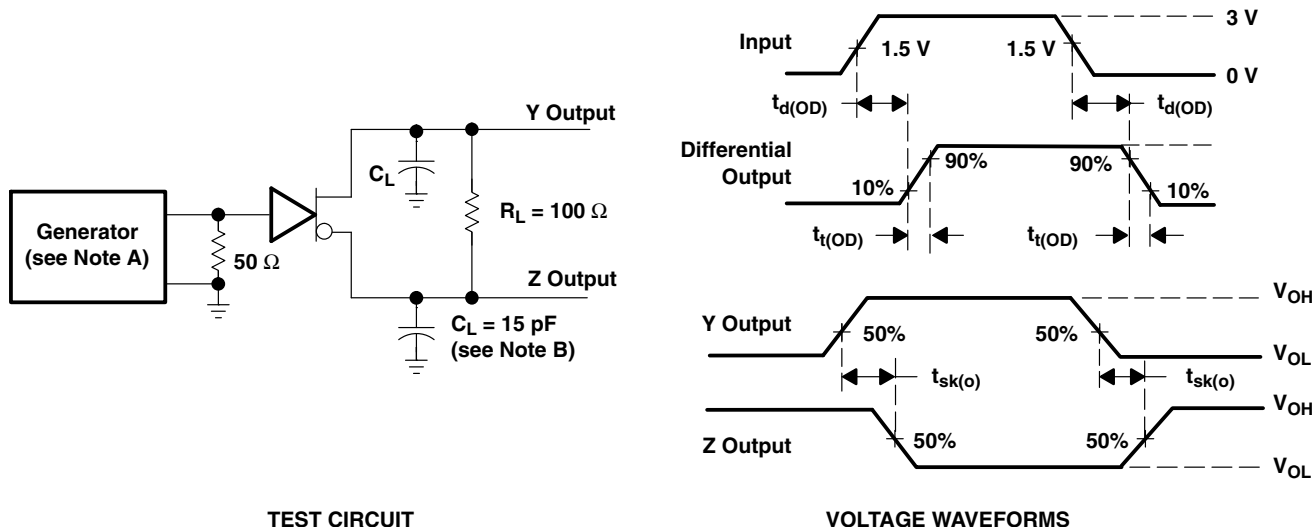 Generator
(see Note A)
50 Ω
C_L
Y Output
R_L = 100 Ω
Z Output
C_L = 15 pF
(see Note B)
TEST CIRCUIT
Input
1.5 V
1.5 V
3 V
0 V
t_d(OD)
t_d(OD)
Differential
Output
10%
90%
90%
10%
t_t(OD)
t_t(OD)
Y Output
50%
50%
V_OH
V_OL
t_sk(o)
t_sk(o)
Z Output
50%
50%
V_OH
V_OL
VOLTAGE WAVEFORMS